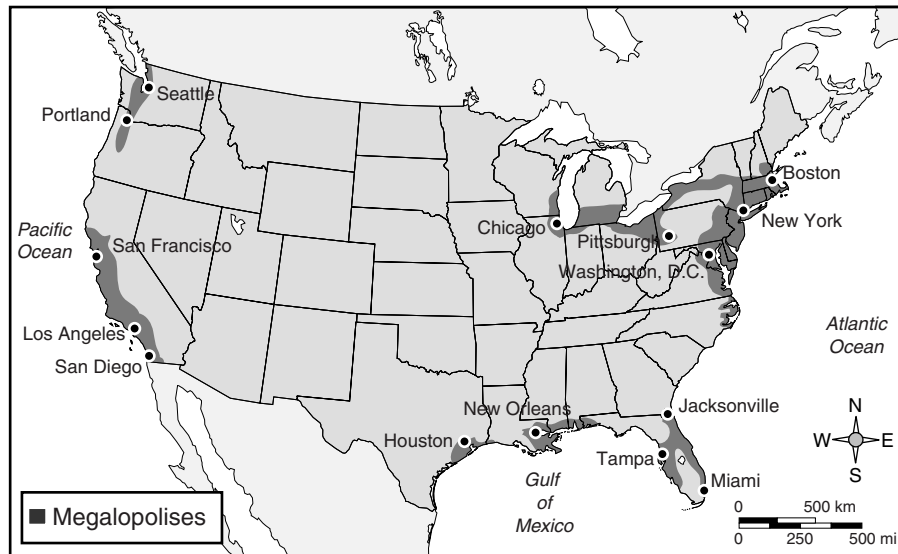 Seattle
Portland
Boston
New York
Chicago
Pittsburgh
Washington, D.C.
Pacific
Ocean
San Francisco
Los Angeles
San Diego
Atlantic
Ocean
New Orleans
Jacksonville
Houston
Tampa
Miami
Gulf
of
Mexico
N
W E
S
0 500 km
0 250 500 mi
Megalopolises